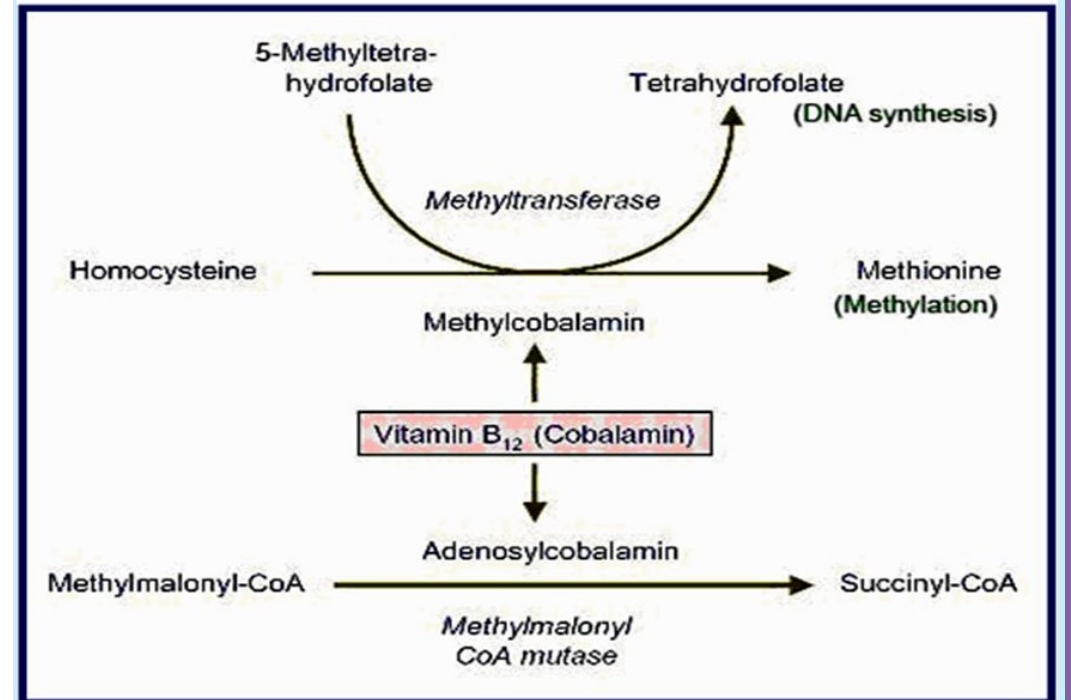 5-Methyltetra-
hydrofolate
Tetrahydrofolate
(DNA synthesis)
Methyltransferase
Homocysteine
Methionine
(Methylation)
Methylcobalamin
Vitamin B₁₂ (Cobalamin)
Adenosylcobalamin
Methylmalonyl-CoA
Succinyl-CoA
Methylmalonyl
CoA mutase